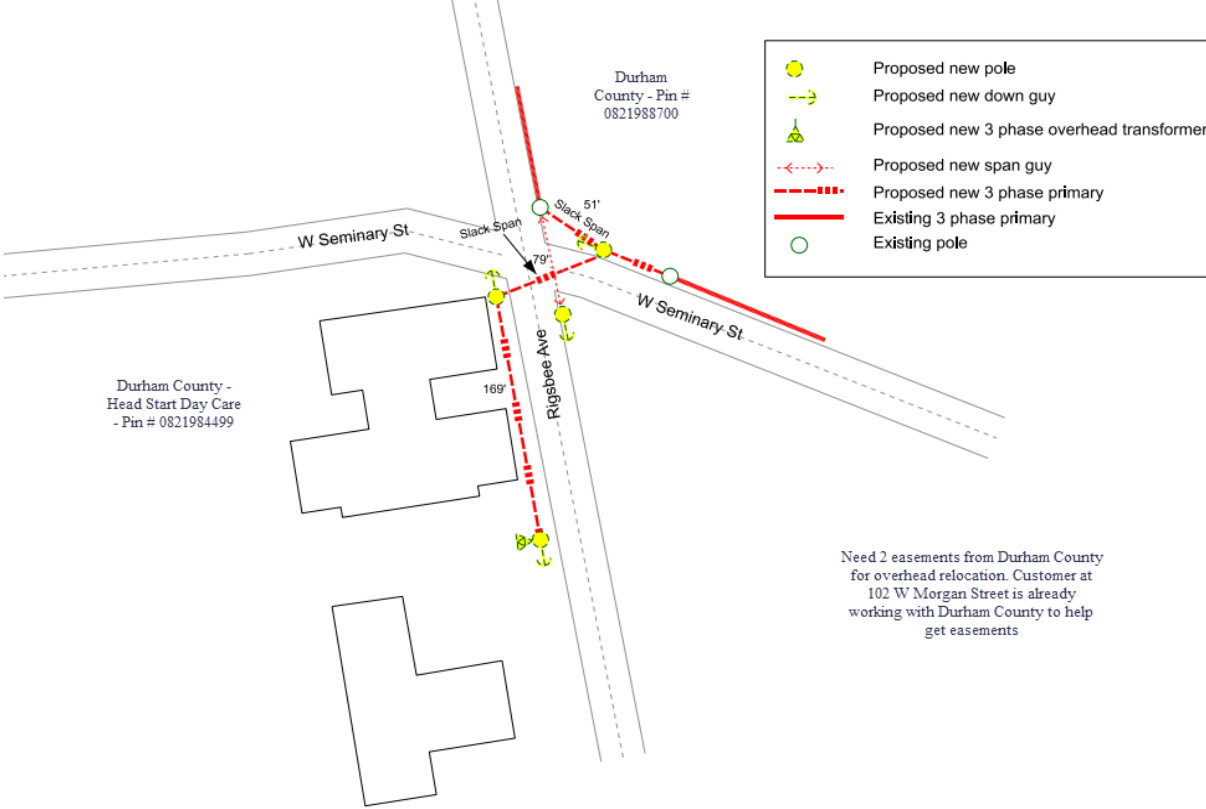 Durham
County - Pin #
0821988700
Proposed new pole
Proposed new down guy
Proposed new 3 phase overhead transformer
Proposed new span guy
Proposed new 3 phase primary
Existing 3 phase primary
Existing pole
51'
Slack Span
Slack Span
W Seminary St
79'
W Seminary St
Rigsbee Ave
169'
Durham County -
Head Start Day Care
- Pin # 0821984499
Need 2 easements from Durham County
for overhead relocation. Customer at
102 W Morgan Street is already
working with Durham County to help
get easements